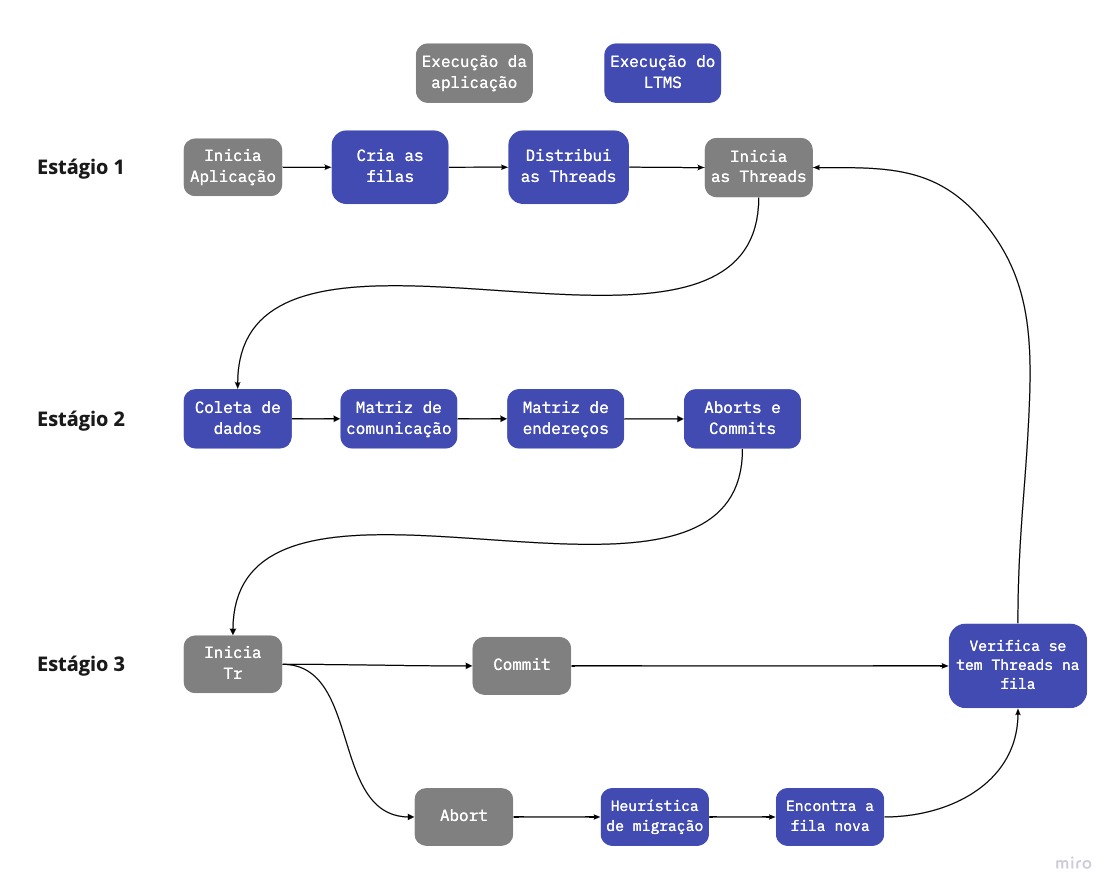 Execução da
aplicação
Execução do
LTMS
Estágio 1
Inicia
Aplicação
Cria as
filas
Distribui
as Threads
Inicia
as Threads
Estágio 2
Coleta de
dados
Matriz de
comunicação
Matriz de
endereços
Aborts e
Commits
Estágio 3
Inicia
Tr
Commit
Verifica se
tem Threads na
fila
Abort
Heurística
de migração
Encontra a
fila nova
miro